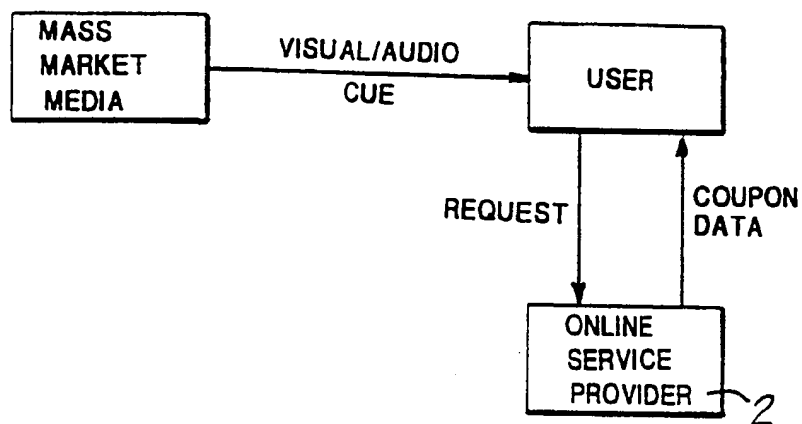 MASS
MARKET
MEDIA
VISUAL/AUDIO
CUE
USER
REQUEST
COUPON
DATA
ONLINE
SERVICE
PROVIDER
2